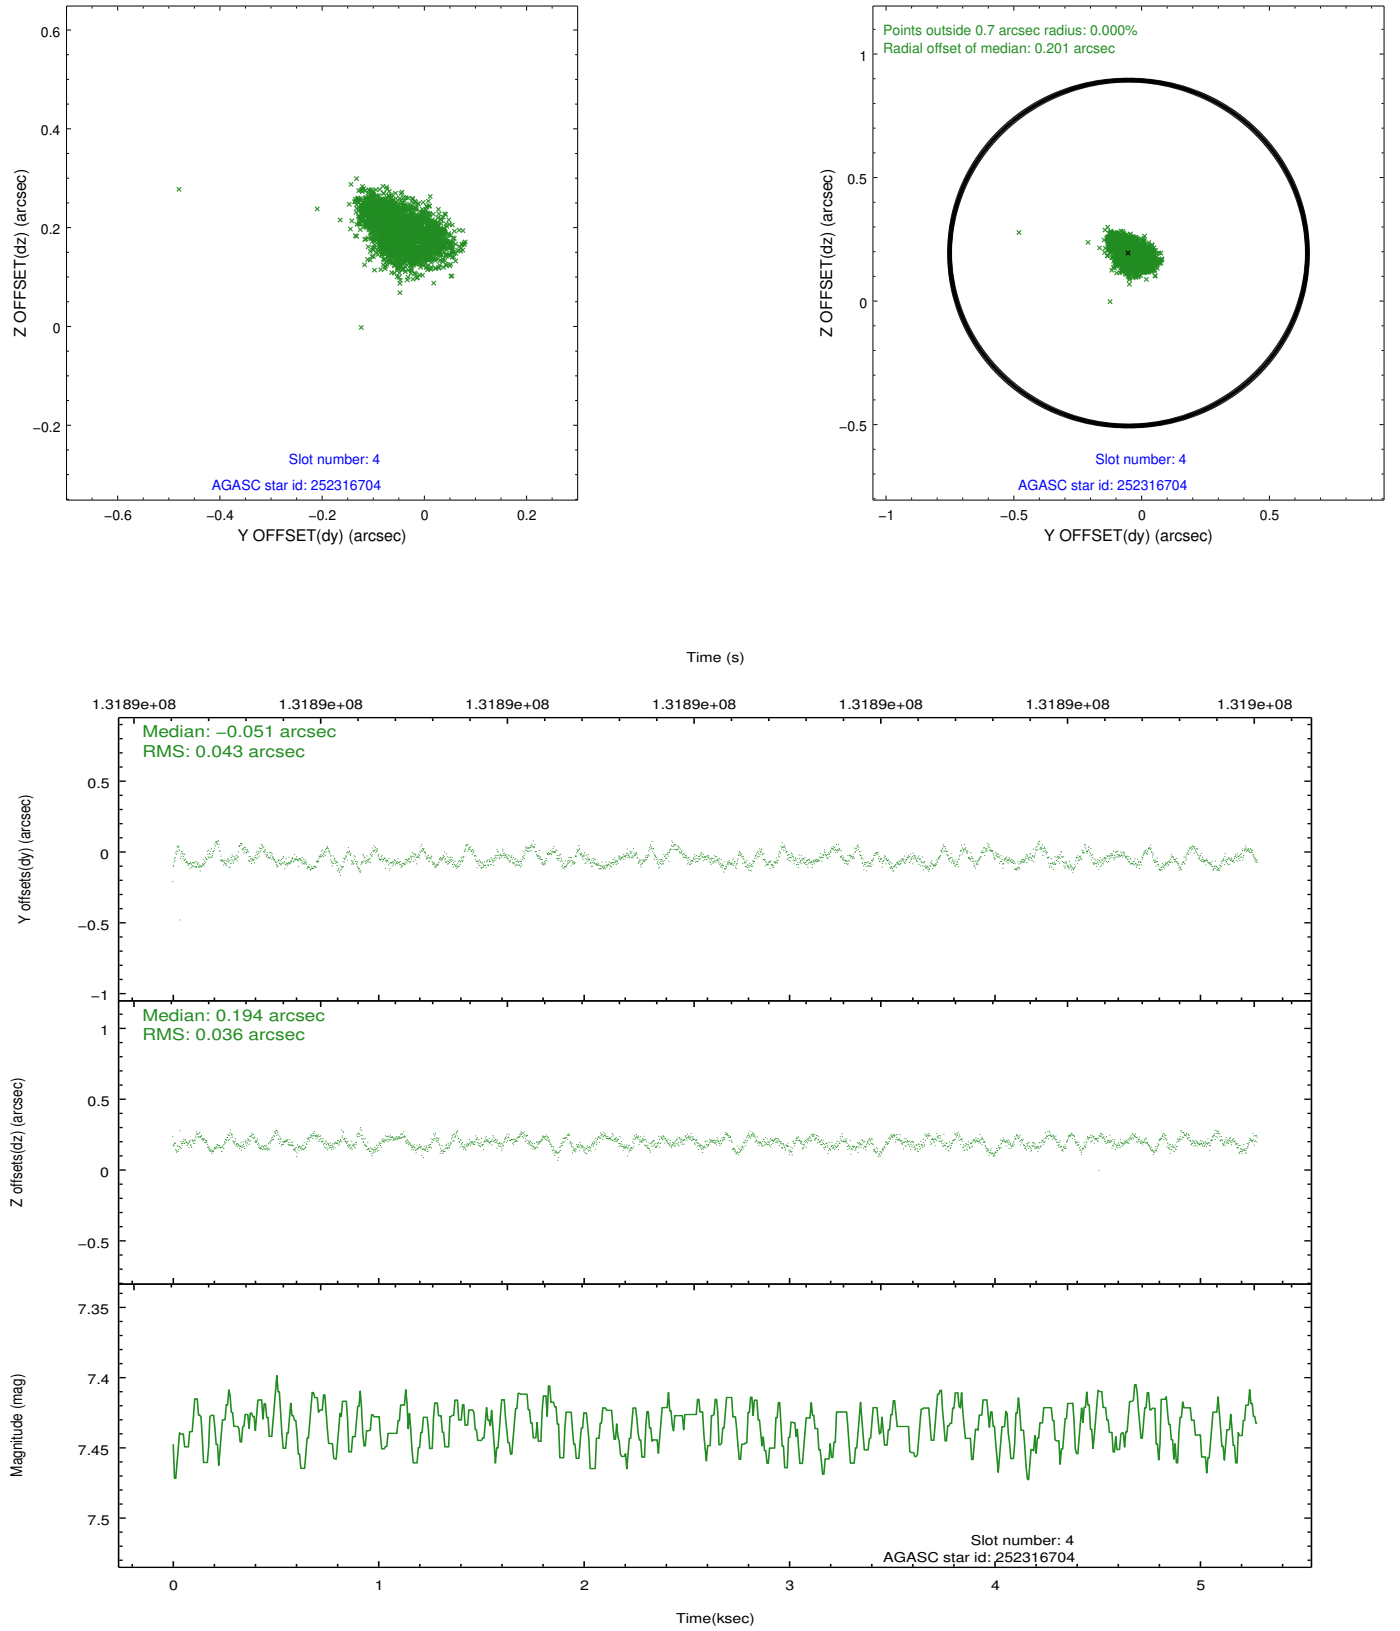 0.6
0.4
0.2
0
−0.2
Z OFFSET(dz) (arcsec)
Slot number: 4
AGASC star id: 252316704
−0.6 −0.4 −0.2 0 0.2
Y OFFSET(dy) (arcsec)
Points outside 0.7 arcsec radius: 0.000%
Radial offset of median: 0.201 arcsec
1
0.5
0
−0.5
Z OFFSET(dz) (arcsec)
Slot number: 4
AGASC star id: 252316704
−1 −0.5 0 0.5
Y OFFSET(dy) (arcsec)
Time (s)
1.3189e+08 1.3189e+08 1.3189e+08 1.3189e+08 1.3189e+08 1.3189e+08 1.319e+08
Median: −0.051 arcsec
RMS: 0.043 arcsec
0.5
0
−0.5
−1
Y offsets(dy) (arcsec)
Median: 0.194 arcsec
RMS: 0.036 arcsec
1
0.5
0
−0.5
Z offsets(dz) (arcsec)
7.35
7.4
7.45
7.5
Magnitude (mag)
Slot number: 4
AGASC star id: 252316704
0 1 2 3 4 5
Time(ksec)